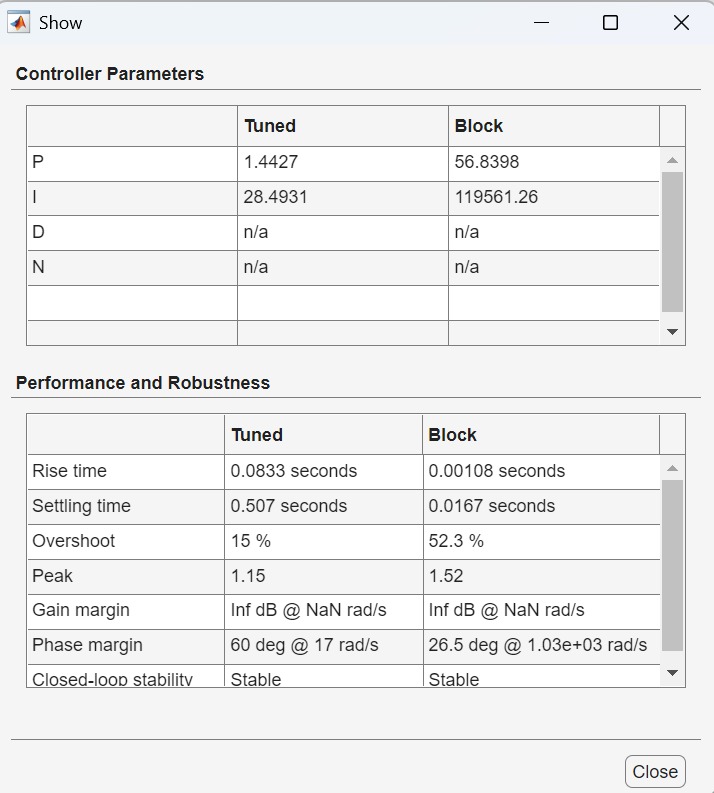 Show
Controller Parameters
Tuned Block
P 1.4427 56.8398
I 28.4931 119561.26
D n/a n/a
N n/a n/a
Performance and Robustness
Tuned Block
Rise time 0.0833 seconds 0.00108 seconds
Settling time 0.507 seconds 0.0167 seconds
Overshoot 15 % 52.3 %
Peak 1.15 1.52
Gain margin Inf dB @ NaN rad/s Inf dB @ NaN rad/s
Phase margin 60 deg @ 17 rad/s 26.5 deg @ 1.03e+03 rad/s
Closed-loop stability Stable Stable
Close